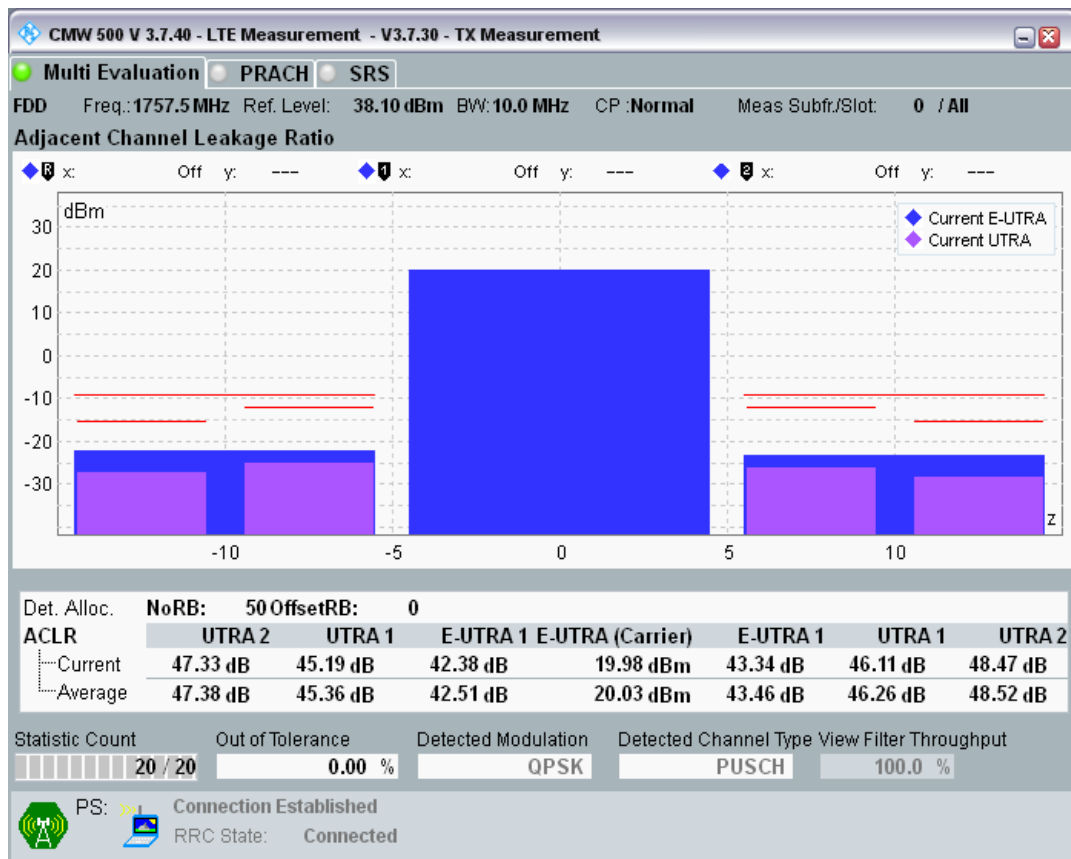 CMW 500 V 3.7.40 - LTE Measurement - V3.7.30 - TX Measurement
Multi Evaluation PRACH SRS
FDD Freq.:1757.5 MHz Ref. Level: 38.10 dBm BW:10.0 MHz CP :Normal Meas Subfr./Slot: 0 / All
Adjacent Channel Leakage Ratio
R x: Off y: --- 1 x: Off y: --- 2 x: Off y: ---
dBm
Current E-UTRA
Current UTRA
30
20
10
0
-10
-20
-30
z
-10 -5 0 5 10
Det. Alloc. NoRB: 50 OffsetRB: 0
ACLR UTRA 2 UTRA 1 E-UTRA 1 E-UTRA (Carrier) E-UTRA 1 UTRA 1 UTRA 2
Current 47.33 dB 45.19 dB 42.38 dB 19.98 dBm 43.34 dB 46.11 dB 48.47 dB
Average 47.38 dB 45.36 dB 42.51 dB 20.03 dBm 43.46 dB 46.26 dB 48.52 dB
Statistic Count Out of Tolerance Detected Modulation Detected Channel Type View Filter Throughput
20 / 20 0.00 % QPSK PUSCH 100.0 %
PS: Connection Established
RRC State: Connected